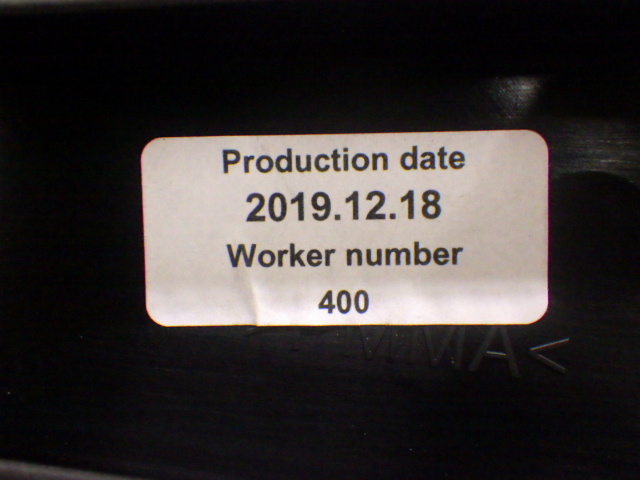 Production date
2019.12.18
Worker number
400